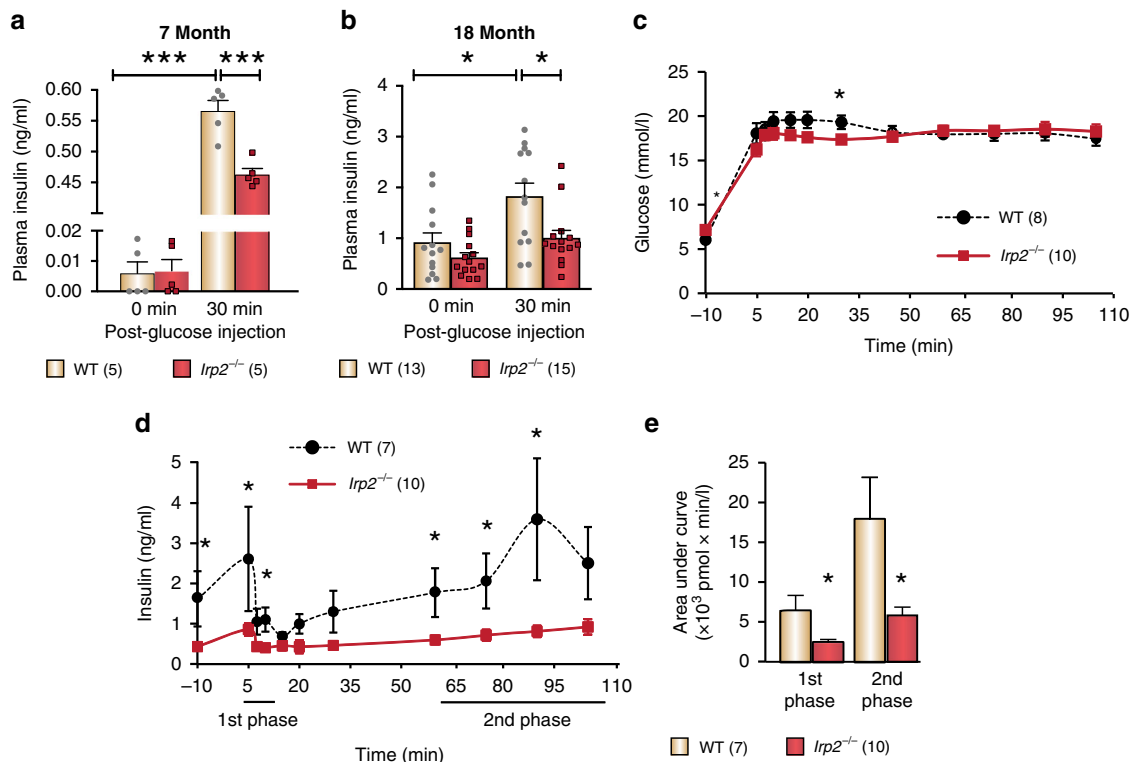 a
7 Month
*** ***
Plasma insulin (ng/ml)
0.60
0.55
0.50
0.45
0.02
0.01
0.00
0 min 30 min
Post-glucose injection
WT (5) Irp2−/− (5)
b
18 Month
* *
Plasma insulin (ng/ml)
4
3
2
1
0
0 min 30 min
Post-glucose injection
WT (13) Irp2−/− (15)
c
Glucose (mmol/l)
25
20
15
10
5
0
*
*
WT (8)
Irp2−/− (10)
−10 5 20 35 50 65 80 95 110
Time (min)
d
WT (7)
Irp2−/− (10)
Insulin (ng/ml)
5
4
3
2
1
0
* * * * * *
−10 5 20 35 50 65 80 95 110
1st phase 2nd phase
Time (min)
e
Area under curve
(×10³ pmol × min/l)
25
20
15
10
5
0
* *
1st 2nd
phase phase
WT (7) Irp2−/− (10)